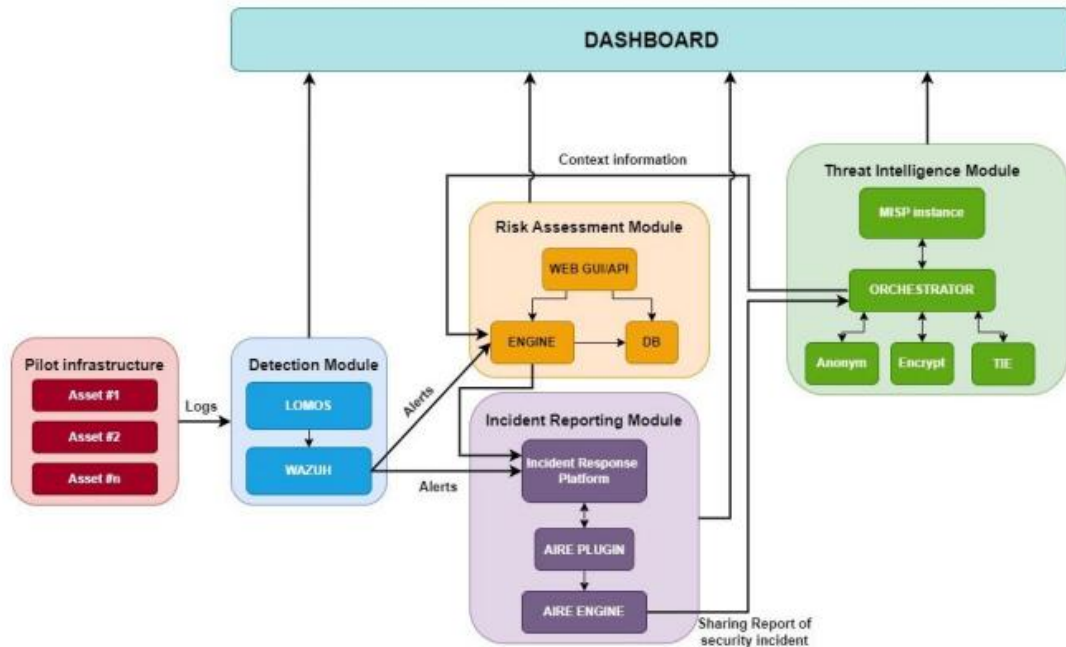 DASHBOARD
Context information
Threat Intelligence Module
MISP instance
ORCHESTRATOR
Anonym
Encrypt
TIE
Risk Assessment Module
WEB GUI/API
ENGINE
DB
Pilot infrastructure
Asset #1
Asset #2
Asset #n
Logs
Detection Module
LOMOS
WAZUH
Alerts
Alerts
Incident Reporting Module
Incident Response
Platform
AIRE PLUGIN
AIRE ENGINE
Sharing Report of
security incident